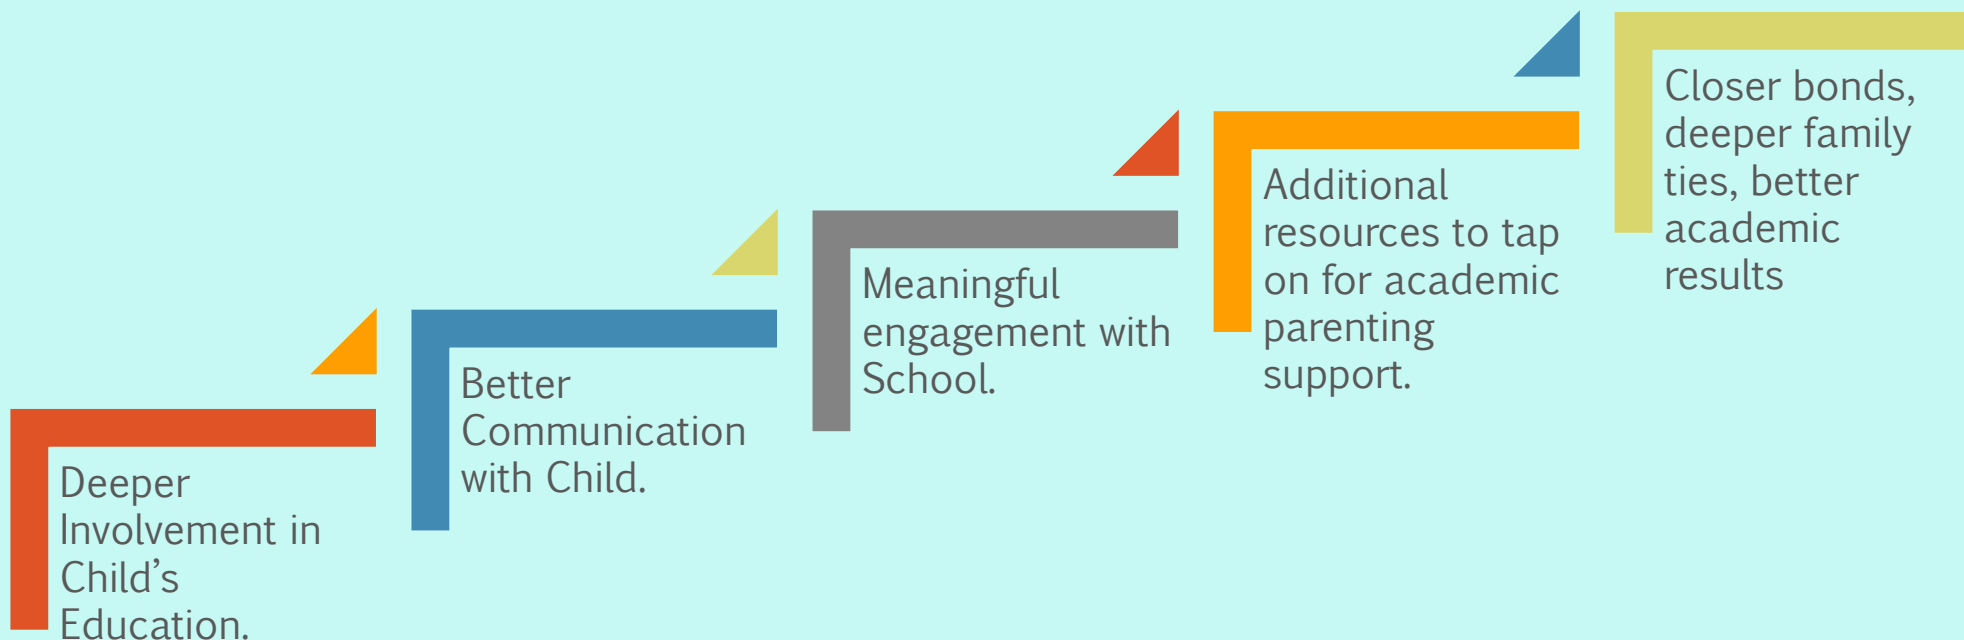 Deeper
Involvement in
Child’s
Education.
Better
Communication
with Child.
Meaningful
engagement with
School.
Additional
resources to tap
on for academic
parenting
support.
Closer bonds,
deeper family
ties, better
academic
results